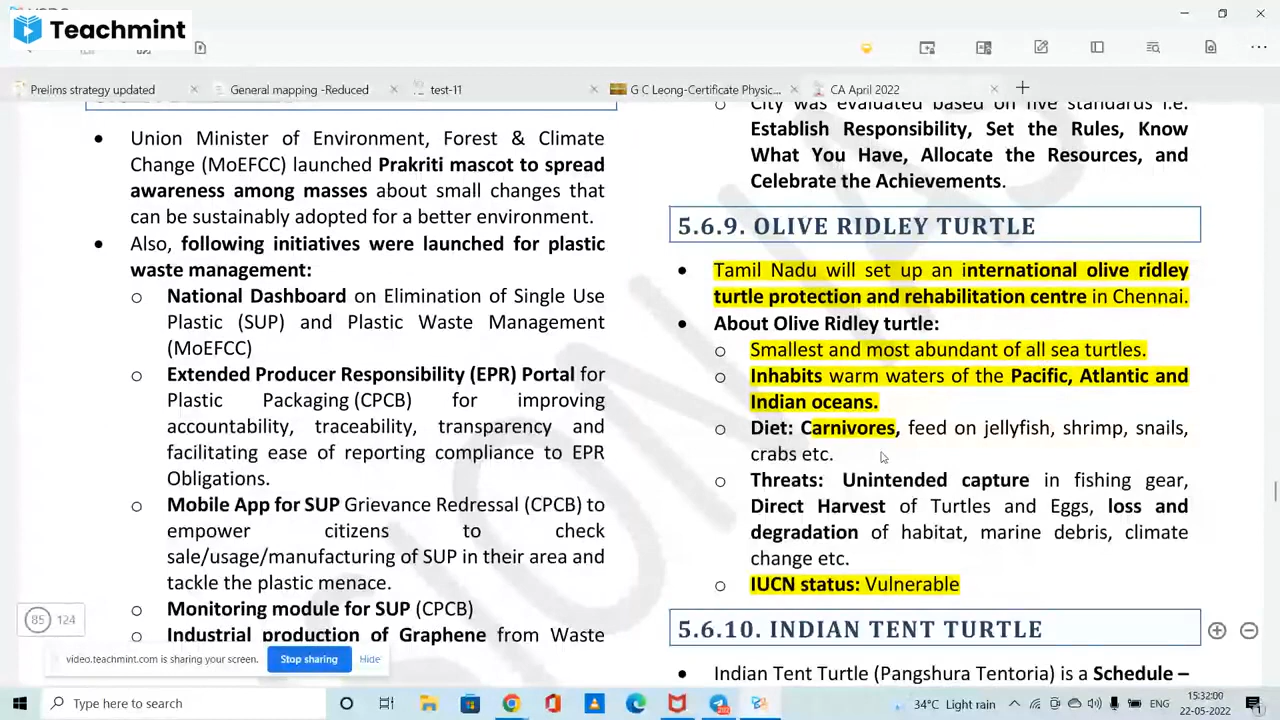 Teachmint
Prelims strategy updated
General mapping -Reduced
test-11
G C Leong-Certificate Physic...
CA April 2022
• Union Minister of Environment, Forest & Climate
Change (MoEFCC) launched Prakriti mascot to spread
awareness among masses about small changes that
can be sustainably adopted for a better environment.
• Also, following initiatives were launched for plastic
waste management:
o National Dashboard on Elimination of Single Use
Plastic (SUP) and Plastic Waste Management
(MoEFCC)
o Extended Producer Responsibility (EPR) Portal for
Plastic Packaging (CPCB) for improving
accountability, traceability, transparency and
facilitating ease of reporting compliance to EPR
Obligations.
o Mobile App for SUP Grievance Redressal (CPCB) to
empower citizens to check
sale/usage/manufacturing of SUP in their area and
tackle the plastic menace.
o Monitoring module for SUP (CPCB)
o Industrial production of Graphene from Waste
o City was evaluated based on five standards i.e.
Establish Responsibility, Set the Rules, Know
What You Have, Allocate the Resources, and
Celebrate the Achievements.
5.6.9. OLIVE RIDLEY TURTLE
• Tamil Nadu will set up an international olive ridley
turtle protection and rehabilitation centre in Chennai.
• About Olive Ridley turtle:
o Smallest and most abundant of all sea turtles.
o Inhabits warm waters of the Pacific, Atlantic and
Indian oceans.
o Diet: Carnivores, feed on jellyfish, shrimp, snails,
crabs etc.
o Threats: Unintended capture in fishing gear,
Direct Harvest of Turtles and Eggs, loss and
degradation of habitat, marine debris, climate
change etc.
o IUCN status: Vulnerable
5.6.10. INDIAN TENT TURTLE
• Indian Tent Turtle (Pangshura Tentoria) is a Schedule –
85 124
video.teachmint.com is sharing your screen.
Stop sharing
Hide
Type here to search
34°C Light rain
ENG
15:32:00
22-05-2022